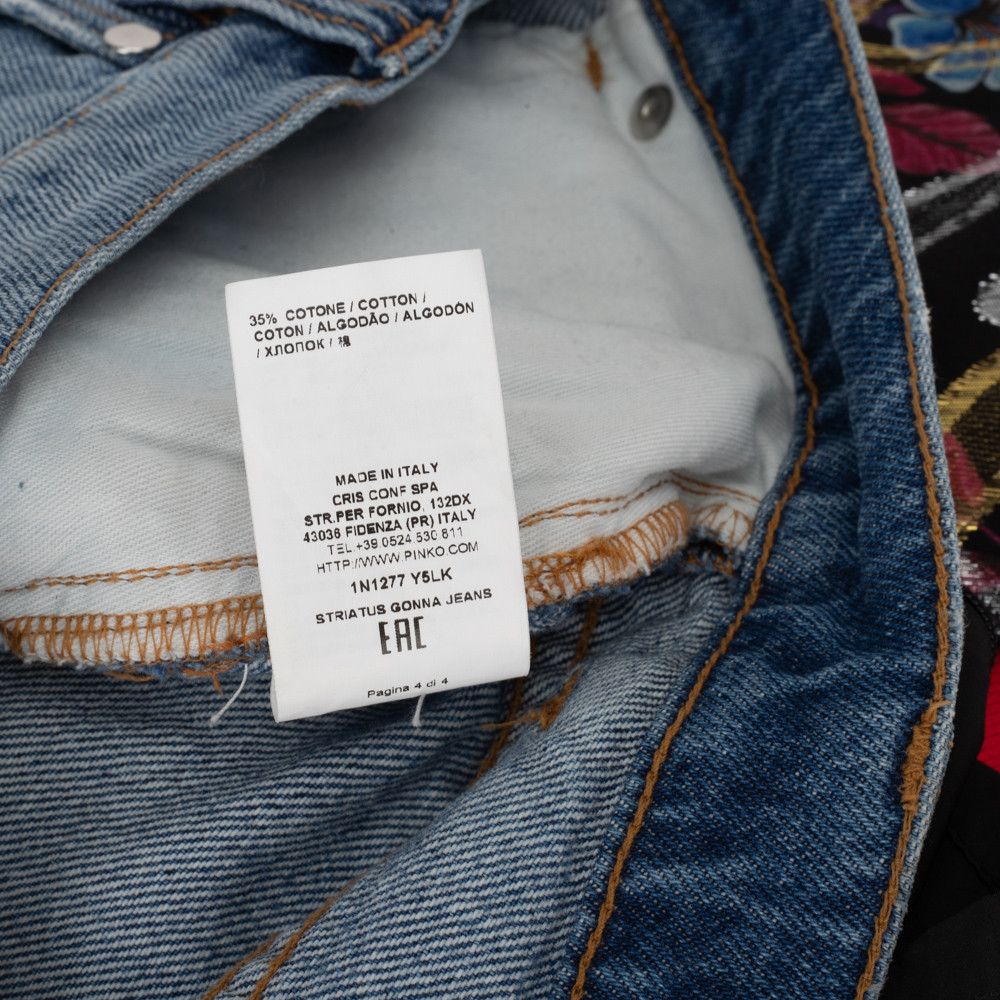 35% COTONE / COTTON /
COTON / ALGODÃO / ALGODÓN
/ ХЛОПОК / 棉
MADE IN ITALY
CRIS CONF SPA
STR.PER FORNIO, 132DX
43036 FIDENZA (PR) ITALY
TEL +39 0524 530 811
HTTP://WWW.PINKO.COM
1N1277 Y5LK
STRIATUS GONNA JEANS
EAC
Pagina 4 di 4